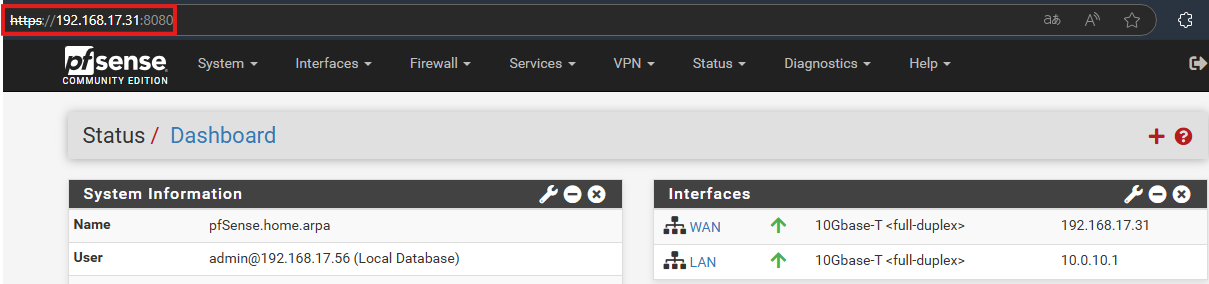 https://192.168.17.31:8080 aあ A
pfsense COMMUNITY EDITION System Interfaces Firewall Services VPN Status Diagnostics Help
Status / Dashboard + ?
System Information
Name pfSense.home.arpa
User admin@192.168.17.56 (Local Database)
Interfaces
WAN 10Gbase-T <full-duplex> 192.168.17.31
LAN 10Gbase-T <full-duplex> 10.0.10.1